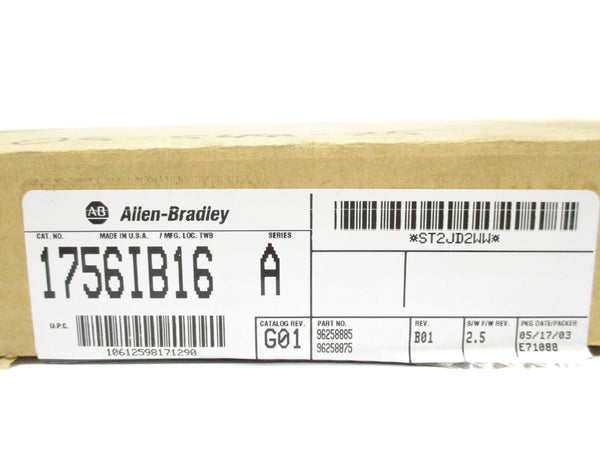 AB Allen-Bradley
CAT. NO. MADE IN U.S.A. / MFG. LOC. TWB SERIES
1756IB16 A
U.P.C.
10612598171290
CATALOG REV.
G01
*ST2JD2WW*
PART NO.
96258885
96258875
REV.
B01
S/W F/W REV.
2.5
PKG DATE/PACKER
05/17/03
E71088